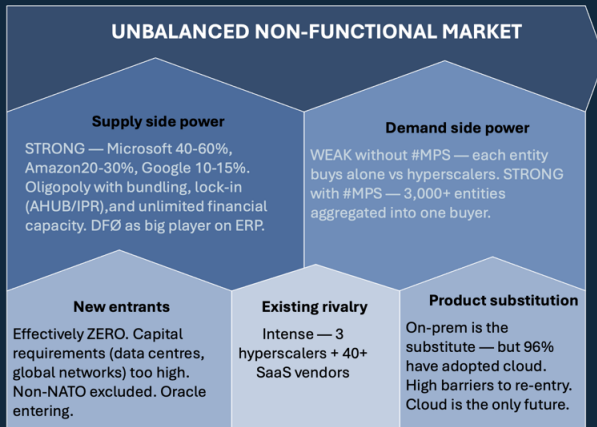 UNBALANCED NON-FUNCTIONAL MARKET
Supply side power
STRONG — Microsoft 40-60%,
Amazon20-30%, Google 10-15%.
Oligopoly with bundling, lock-in
(AHUB/IPR),and unlimited financial
capacity. DFØ as big player on ERP.
Demand side power
WEAK without #MPS — each entity
buys alone vs hyperscalers. STRONG
with #MPS — 3,000+ entities
aggregated into one buyer.
New entrants
Effectively ZERO. Capital
requirements (data centres,
global networks) too high.
Non-NATO excluded. Oracle
entering.
Existing rivalry
Intense — 3
hyperscalers + 40+
SaaS vendors
Product substitution
On-prem is the
substitute — but 96%
have adopted cloud.
High barriers to re-entry.
Cloud is the only future.